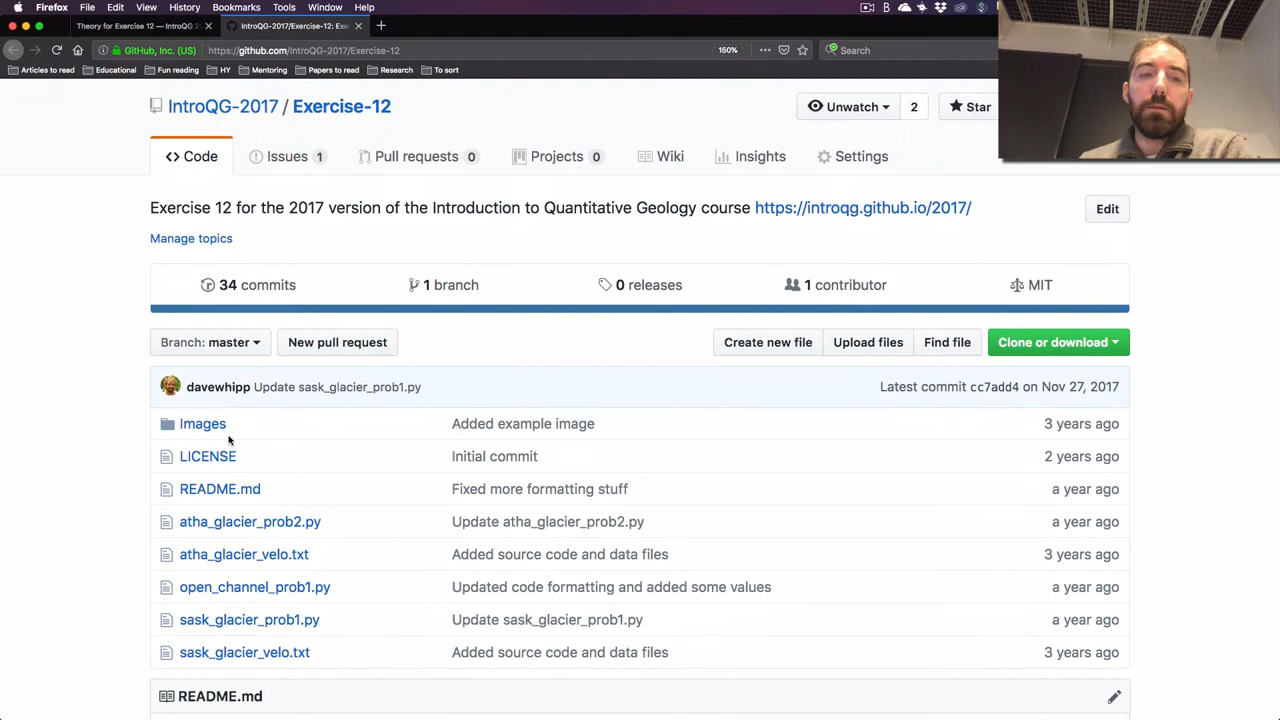 Firefox File Edit View History Bookmarks Tools Window Help
Theory for Exercise 12 — IntroQG 2
IntroQG-2017/Exercise-12: Exe
GitHub, Inc. (US) https://github.com/IntroQG-2017/Exercise-12 150% Search
Articles to read Educational Fun reading HY Mentoring Papers to read Research To sort
IntroQG-2017 / Exercise-12
Unwatch 2 Star
Code Issues 1 Pull requests 0 Projects 0 Wiki Insights Settings
Exercise 12 for the 2017 version of the Introduction to Quantitative Geology course https://introqg.github.io/2017/
Edit
Manage topics
34 commits 1 branch 0 releases 1 contributor MIT
Branch: master New pull request Create new file Upload files Find file Clone or download
davewhipp Update sask_glacier_prob1.py Latest commit cc7add4 on Nov 27, 2017
Images Added example image 3 years ago
LICENSE Initial commit 2 years ago
README.md Fixed more formatting stuff a year ago
atha_glacier_prob2.py Update atha_glacier_prob2.py a year ago
atha_glacier_velo.txt Added source code and data files 3 years ago
open_channel_prob1.py Updated code formatting and added some values a year ago
sask_glacier_prob1.py Update sask_glacier_prob1.py a year ago
sask_glacier_velo.txt Added source code and data files 3 years ago
README.md